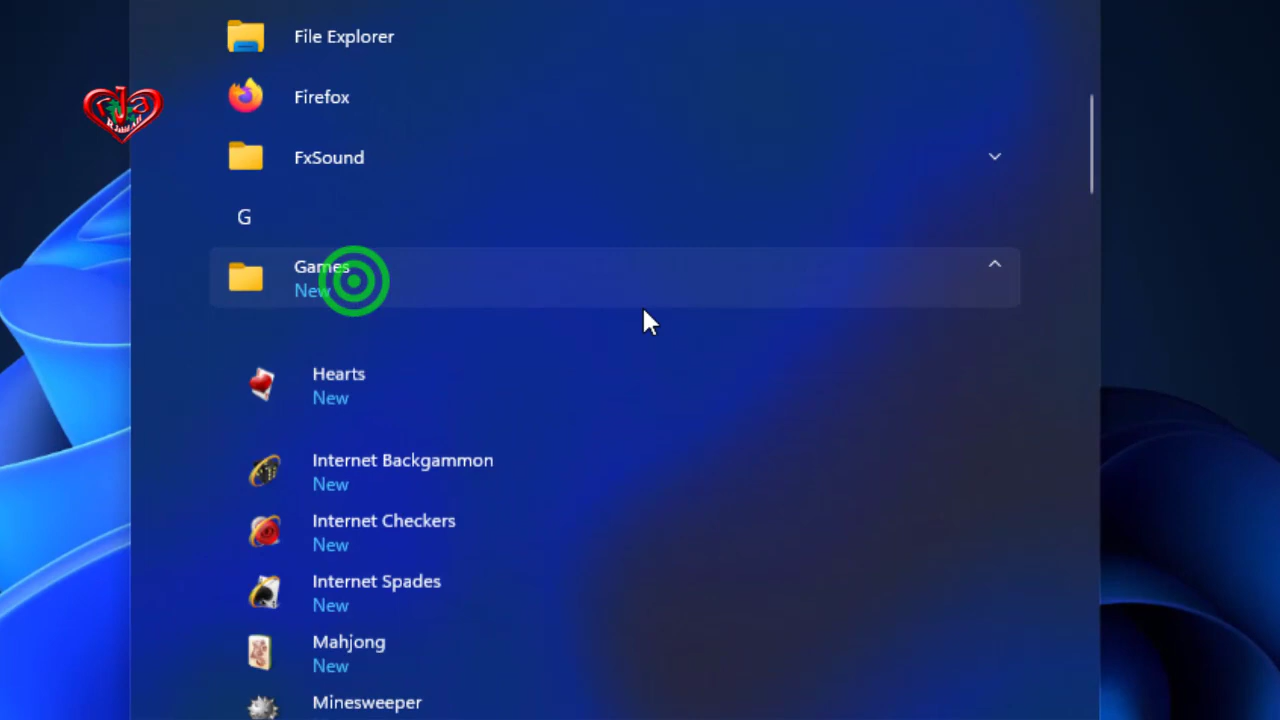 File Explorer
Firefox
FxSound
G
Games
New
Hearts
New
Internet Backgammon
New
Internet Checkers
New
Internet Spades
New
Mahjong
New
Minesweeper